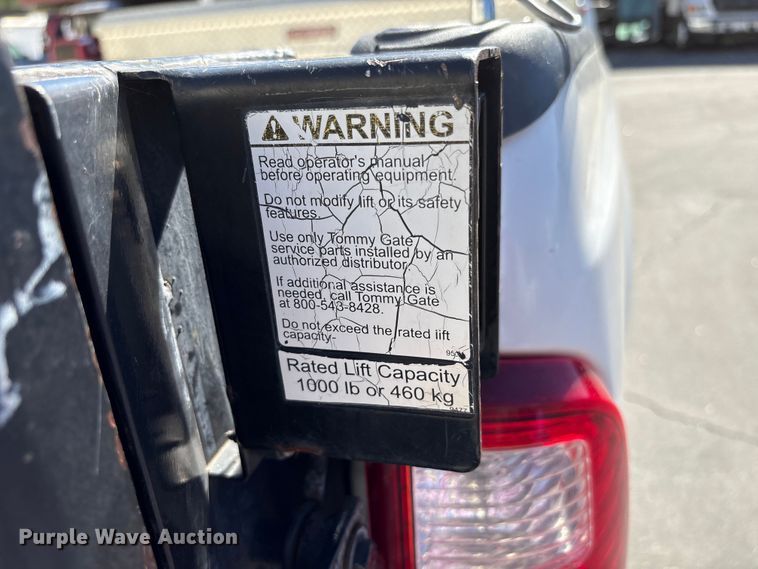 WARNING
Read operator's manual
before operating equipment.
Do not modify lift or its safety
features.
Use only Tommy Gate
service parts installed by an
authorized distributor.
If additional assistance is
needed, call Tommy Gate
at 800-543-8428.
Do not exceed the rated lift
capacity-
Rated Lift Capacity
1000 lb or 460 kg
Purple Wave Auction